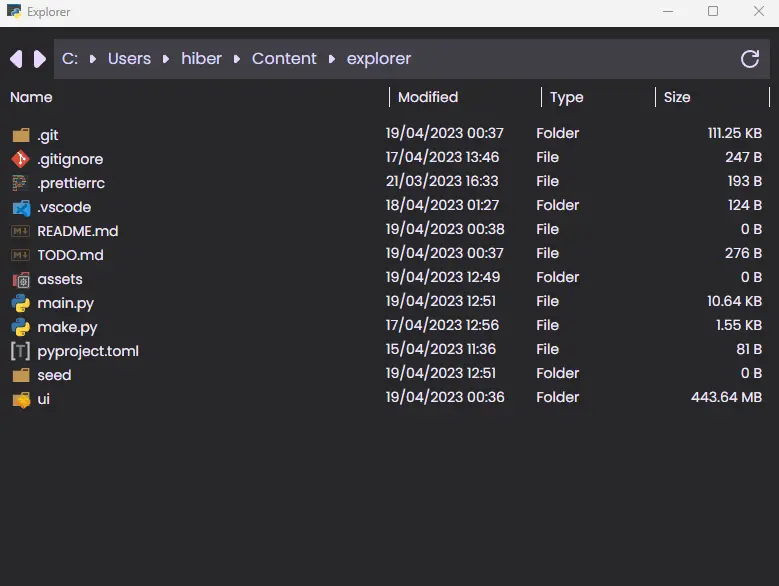 Explorer
C: Users hiber Content explorer
Name Modified Type Size
.git 19/04/2023 00:37 Folder 111.25 KB
.gitignore 17/04/2023 13:46 File 247 B
.prettierrc 21/03/2023 16:33 File 193 B
.vscode 18/04/2023 01:27 Folder 124 B
M↓ README.md 19/04/2023 00:38 File 0 B
M↓ TODO.md 19/04/2023 00:37 File 276 B
assets 19/04/2023 12:49 Folder 0 B
main.py 19/04/2023 12:51 File 10.64 KB
make.py 17/04/2023 12:56 File 1.55 KB
[T] pyproject.toml 15/04/2023 11:36 File 81 B
seed 19/04/2023 12:51 Folder 0 B
ui 19/04/2023 00:36 Folder 443.64 MB